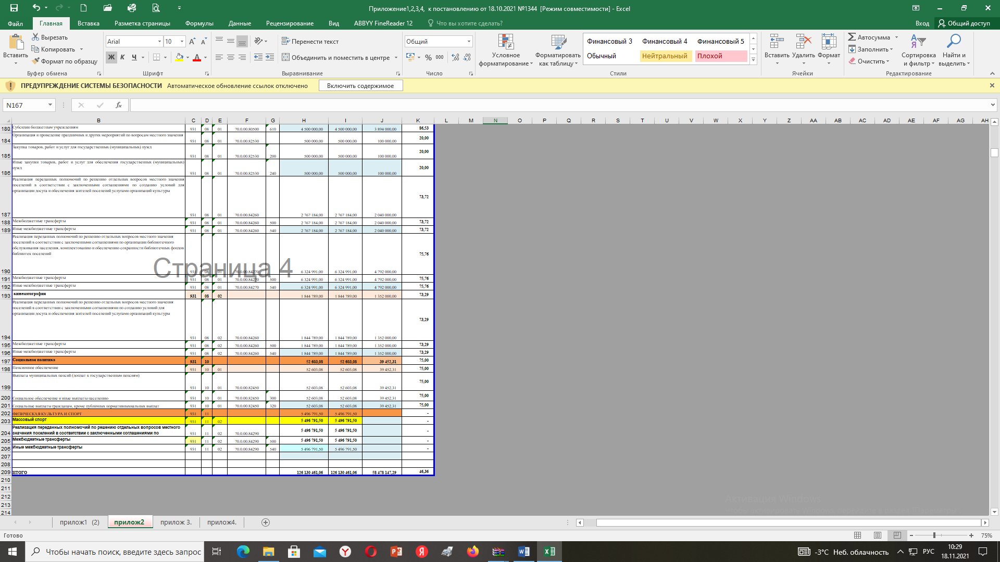 Приложение1,2,3,4, к постановлению от 18.10.2021 №1344 [Режим совместимости] - Excel
Файл Главная Вставка Разметка страницы Формулы Данные Рецензирование Вид ABBYY FineReader 12 Что вы хотите сделать? Вход Общий доступ
Вставить
Вырезать
Копировать
Формат по образцу
Буфер обмена
Arial 10
Ж К Ч
Шрифт
Перенести текст
Объединить и поместить в центре
Выравнивание
Общий
% 000
Число
Условное форматирование
Форматировать как таблицу
Финансовый 3 Финансовый 4 Финансовый 5
Обычный Нейтральный Плохой
Стили
Вставить Удалить Формат
Ячейки
Автосумма
Заполнить
Очистить
Сортировка и фильтр
Найти и выделить
Редактирование
ПРЕДУПРЕЖДЕНИЕ СИСТЕМЫ БЕЗОПАСНОСТИ Автоматическое обновление ссылок отключено Включить содержимое
N167 fx
B C D E F G H I J K L M N O P Q R S T U V W X Y Z AA AB AC AD AE AF AG AH
180 Субсидии бюджетным учреждениям 931 08 01 70.0.00.80500 610 4 500 000,00 4 500 000,00 3 894 000,00 86,53
184 Организация и проведение праздничных и других мероприятий по вопросам местного значения 931 08 01 70.0.00.82530 500 000,00 500 000,00 100 000,00 20,00
185 Закупка товаров, работ и услуг для государственных (муниципальных) нужд 931 08 01 70.0.00.82530 200 500 000,00 500 000,00 100 000,00 20,00
186 Иные закупки товаров, работ и услуг для обеспечения государственных (муниципальных) нужд 931 08 01 70.0.00.82530 240 500 000,00 500 000,00 100 000,00 20,00
187 Реализация переданных полномочий по решению отдельных вопросов местного значения поселений в соответствии с заключенными соглашениями по созданию условий для организации досуга и обеспечения жителей поселений услугами организаций культуры 931 08 01 70.0.00.84260 2 767 184,00 2 767 184,00 2 040 000,00 73,72
188 Межбюджетные трансферты 931 08 01 70.0.00.84260 500 2 767 184,00 2 767 184,00 2 040 000,00 73,72
189 Иные межбюджетные трансферты 931 08 01 70.0.00.84260 540 2 767 184,00 2 767 184,00 2 040 000,00 73,72
190 Реализация переданных полномочий по решению отдельных вопросов местного значения поселений в соответствии с заключенными соглашениями по организации библиотечного обслуживания населения, комплектованию и обеспечению сохранности библиотечных фондов библиотек поселений 931 08 01 70.0.00.84270 6 324 991,00 6 324 991,00 4 792 000,00 75,76
Страница 4
191 Межбюджетные трансферты 931 08 01 70.0.00.84270 500 6 324 991,00 6 324 991,00 4 792 000,00 75,76
192 Иные межбюджетные трансферты 931 08 01 70.0.00.84270 540 6 324 991,00 6 324 991,00 4 792 000,00 75,76
193 кинематография 931 08 02 1 844 789,00 1 844 789,00 1 352 000,00 73,29
194 Реализация переданных полномочий по решению отдельных вопросов местного значения поселений в соответствии с заключенными соглашениями по созданию условий для организации досуга и обеспечения жителей поселений услугами организаций культуры 931 08 02 70.0.00.84260 1 844 789,00 1 844 789,00 1 352 000,00 73,29
195 Межбюджетные трансферты 931 08 02 70.0.00.84260 500 1 844 789,00 1 844 789,00 1 352 000,00 73,29
196 Иные межбюджетные трансферты 931 08 02 70.0.00.84260 540 1 844 789,00 1 844 789,00 1 352 000,00 73,29
197 Социальная политика 931 10 52 603,08 52 603,08 39 452,31 75,00
198 Пенсионное обеспечение 931 10 01 52 603,08 52 603,08 39 452,31 75,00
199 Выплата муниципальных пенсий (доплат к государственным пенсиям) 931 10 01 70.0.00.82450 52 603,08 52 603,08 39 452,31 75,00
200 Социальное обеспечение и иные выплаты населению 931 10 01 70.0.00.82450 300 52 603,08 52 603,08 39 452,31 75,00
201 Социальные выплаты гражданам, кроме публичных нормативныхиальных выплат 931 10 01 70.0.00.82450 320 52 603,08 52 603,08 39 452,31 75,00
202 ФИЗИЧЕСКАЯ КУЛЬТУРА И СПОРТ 931 11 5 496 791,50 5 496 791,50 -
203 Массовый спорт 931 11 02 5 496 791,50 5 496 791,50 -
204 Реализация переданных полномочий по решению отдельных вопросов местного значения поселений в соответствии с заключенными соглашениями по 931 11 02 70.0.00.84290 5 496 791,50 5 496 791,50 -
205 Межбюджетные трансферты 931 11 02 70.0.00.84290 500 5 496 791,50 5 496 791,50 -
206 Иные межбюджетные трансферты 931 11 02 70.0.00.84290 540 5 496 791,50 5 496 791,50 -
207
208
209 ИТОГО 126 130 461,06 126 130 461,06 58 478 147,29 46,36
210
211
212
213
214
Активация Windows
прилож1 (2) прилож2 прилож 3. прилож4.
Готово 75%
Чтобы начать поиск, введите здесь запрос
-3°C Неб. облачность РУС 10:29
18.11.2021